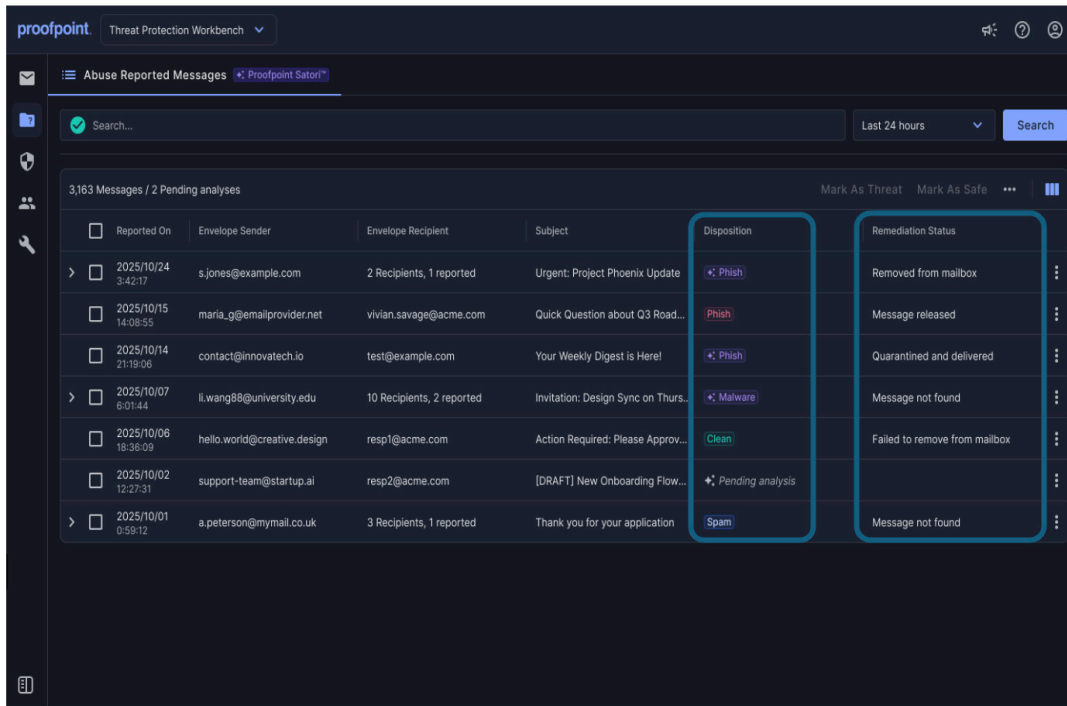 proofpoint. Threat Protection Workbench
Abuse Reported Messages Proofpoint Satori™
Search... Last 24 hours Search
3,163 Messages / 2 Pending analyses Mark As Threat Mark As Safe
Reported On Envelope Sender Envelope Recipient Subject Disposition Remediation Status
2025/10/24
3:42:17
s.jones@example.com 2 Recipients, 1 reported Urgent: Project Phoenix Update Phish Removed from mailbox
2025/10/15
14:08:55
maria_g@emailprovider.net vivian.savage@acme.com Quick Question about Q3 Road... Phish Message released
2025/10/14
21:19:06
contact@innovatech.io test@example.com Your Weekly Digest is Here! Phish Quarantined and delivered
2025/10/07
6:01:44
li.wang88@university.edu 10 Recipients, 2 reported Invitation: Design Sync on Thurs... Malware Message not found
2025/10/06
18:36:09
hello.world@creative.design resp1@acme.com Action Required: Please Approv... Clean Failed to remove from mailbox
2025/10/02
12:27:31
support-team@startup.ai resp2@acme.com [DRAFT] New Onboarding Flow... Pending analysis
2025/10/01
0:59:12
a.peterson@mymail.co.uk 3 Recipients, 1 reported Thank you for your application Spam Message not found